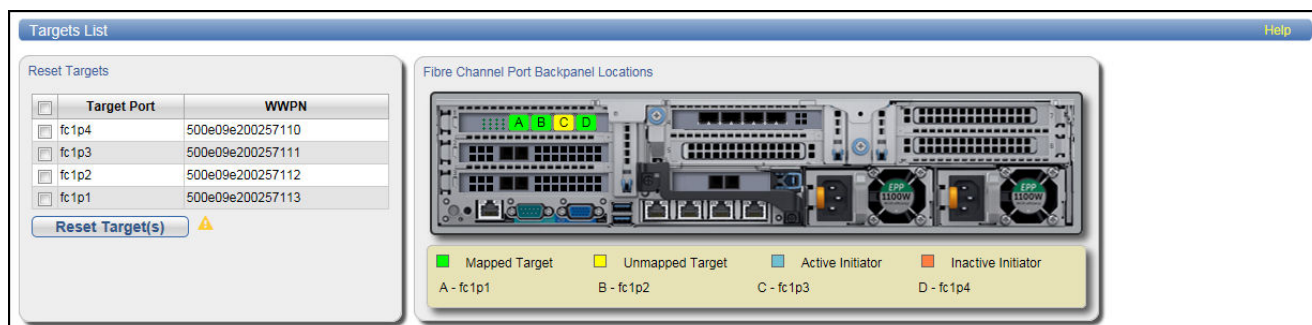 Targets List
Help
Reset Targets
Target Port WWPN
fc1p4 500e09e200257110
fc1p3 500e09e200257111
fc1p2 500e09e200257112
fc1p1 500e09e200257113
Reset Target(s)
Fibre Channel Port Backpanel Locations
A B C D
EPP
1100W
EPP
1100W
Mapped Target Unmapped Target Active Initiator Inactive Initiator
A - fc1p1 B - fc1p2 C - fc1p3 D - fc1p4